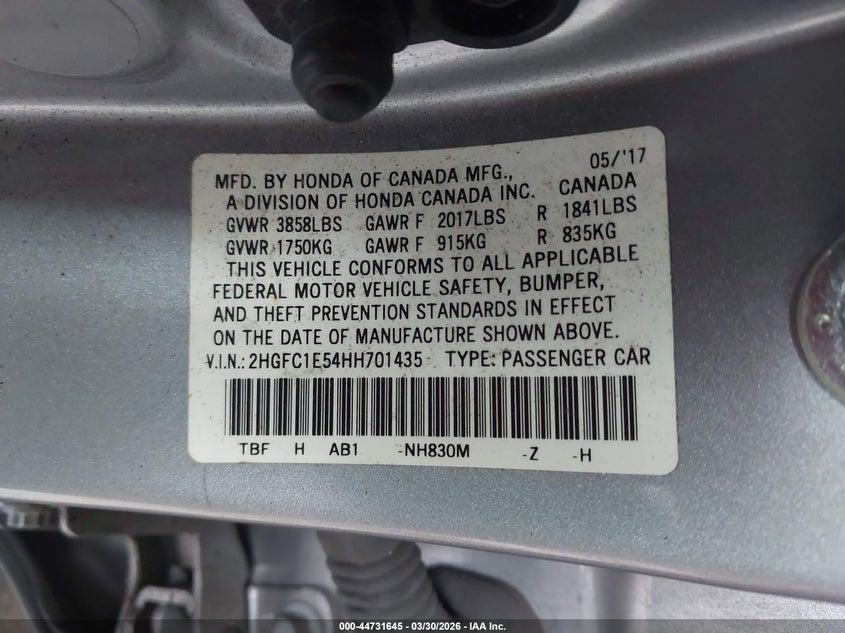 05/'17
MFD. BY HONDA OF CANADA MFG.,
A DIVISION OF HONDA CANADA INC. CANADA
GVWR 3858LBS GAWR F 2017LBS R 1841LBS
GVWR 1750KG GAWR F 915KG R 835KG
THIS VEHICLE CONFORMS TO ALL APPLICABLE
FEDERAL MOTOR VEHICLE SAFETY, BUMPER,
AND THEFT PREVENTION STANDARDS IN EFFECT
ON THE DATE OF MANUFACTURE SHOWN ABOVE.
V.I.N.: 2HGFC1E54HH701435 TYPE: PASSENGER CAR
TBF H AB1 -NH830M -Z -H
000-44731645 - 03/30/2026 - IAA Inc.